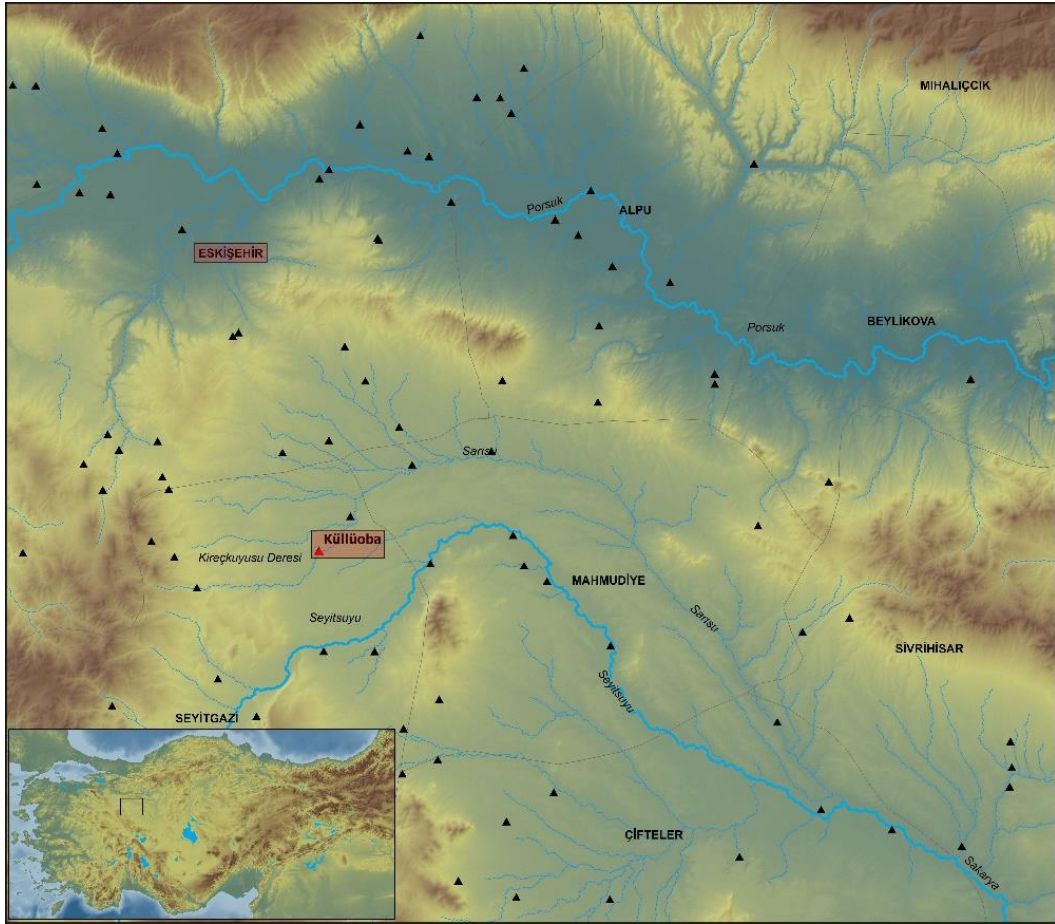 MIHALIÇCIK
Porsuk
ALPU
ESKİŞEHİR
Porsuk
BEYLİKOVA
Sarısu
Küllüoba
Kireçkuyusu Deresi
MAHMUDİYE
Seyitsuyu
Sarısu
SİVRİHİSAR
Seyitsuyu
SEYİTGAZİ
ÇİFTELER
Sakarya